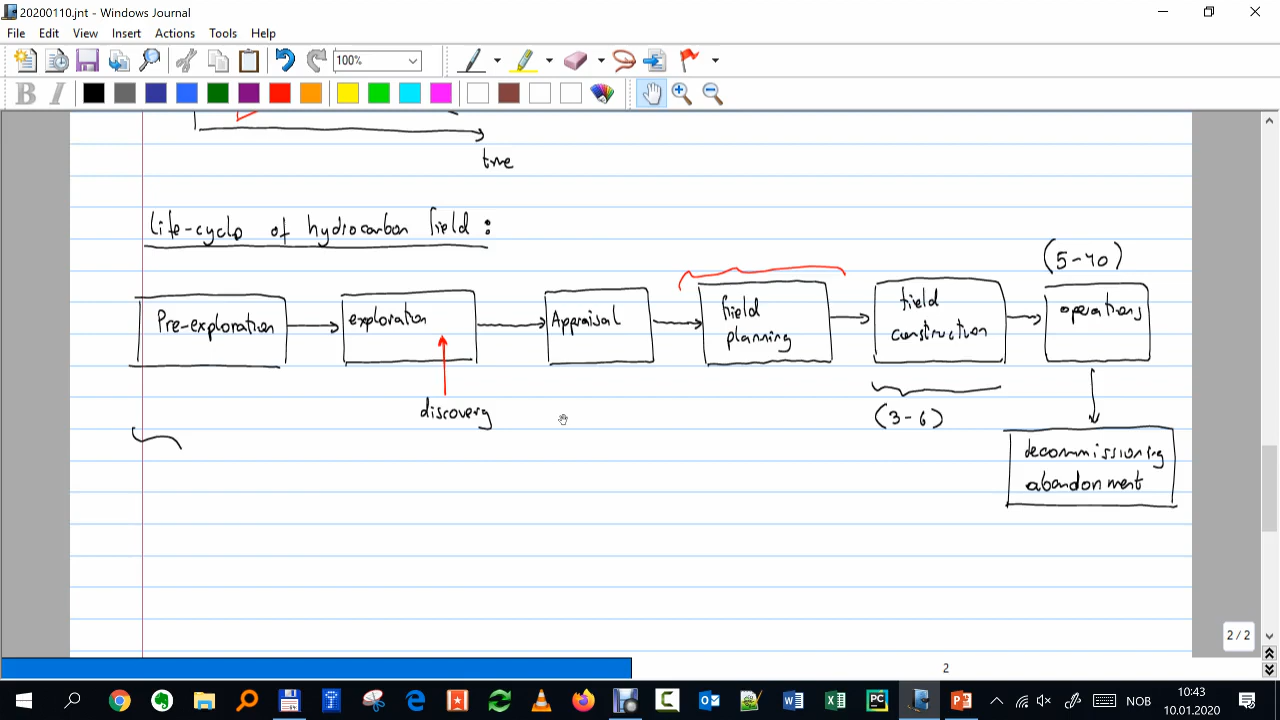 20200110.jnt - Windows Journal
File Edit View Insert Actions Tools Help
100%
B I
time
Life-cycle of hydrocarbon field:
(5-40)
Pre-exploration
exploration
Appraisal
field
planning
field
construction
operations
discovery
(3-6)
decommissioning
abandonment
2/2
2
NOB
10:43
10.01.2020